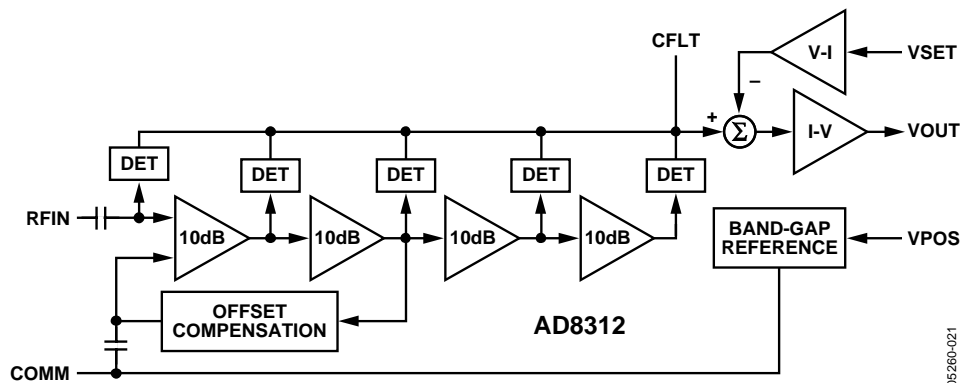 CFLT
V-I
VSET
–
+
Σ
I-V
VOUT
DET
DET
DET
DET
DET
RFIN
10dB
10dB
10dB
10dB
BAND-GAP
REFERENCE
VPOS
OFFSET
COMPENSATION
AD8312
COMM
05260-021